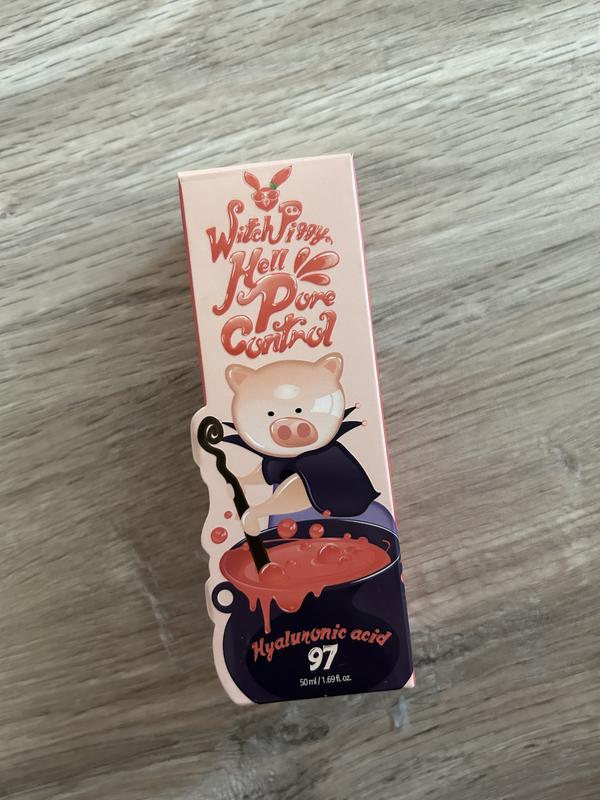 Witch Piggy
Hell
Pore
Control
Hyaluronic acid
97
50 ml / 1.69 fl. oz.